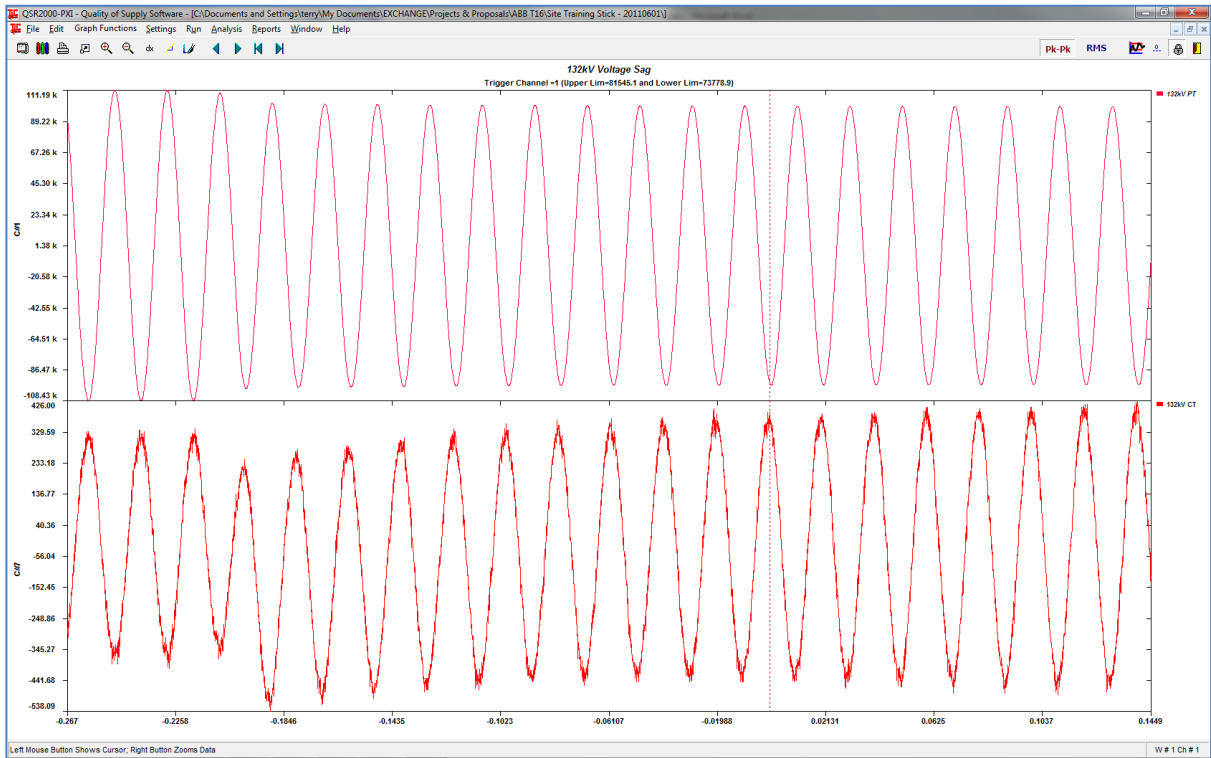 QSR2000-PXI - Quality of Supply Software - [C:\Documents and Settings\terry\My Documents\EXCHANGE\Projects & Proposals\ABB T16\Site Training Stick - 20110601\]
File Edit Graph Functions Settings Run Analysis Reports Window Help
dx Pk-Pk RMS
132kV Voltage Sag
Trigger Channel =1 (Upper Lim=81545.1 and Lower Lim=73778.9)
111.19 k
89.22 k
67.26 k
45.30 k
23.34 k
1.38 k
-20.58 k
-42.55 k
-64.51 k
-86.47 k
-108.43 k
C#1
132kV PT
426.00
329.59
233.18
136.77
40.36
-56.04
-152.45
-248.86
-345.27
-441.68
-538.09
C#7
132kV CT
-0.267 -0.2258 -0.1846 -0.1435 -0.1023 -0.06107 -0.01988 0.02131 0.0625 0.1037 0.1449
Left Mouse Button Shows Cursor; Right Button Zooms Data
W # 1 Ch # 1